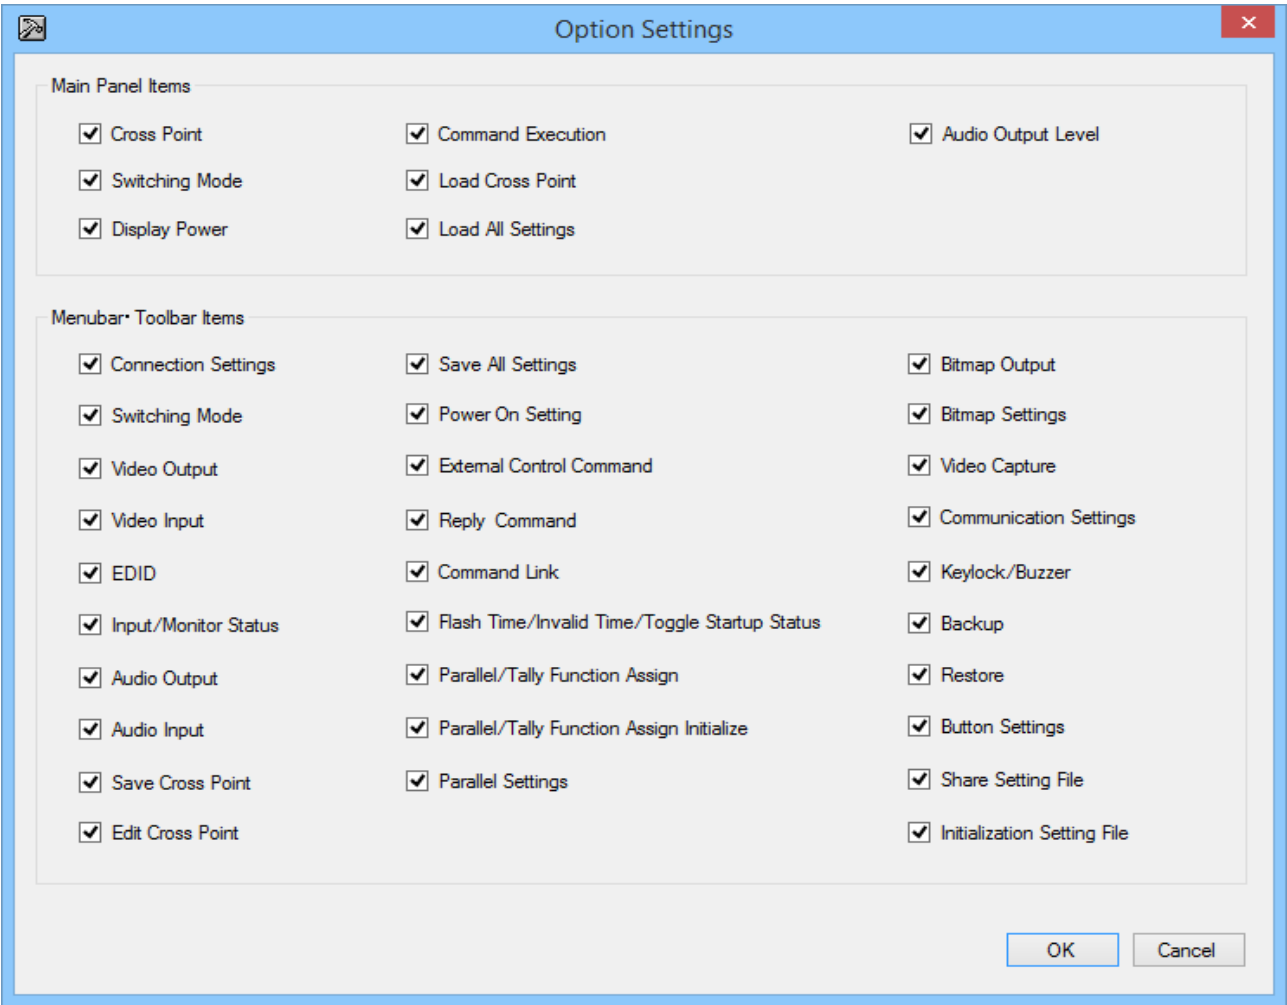 Option Settings
Main Panel Items
Cross Point
Command Execution
Audio Output Level
Switching Mode
Load Cross Point
Display Power
Load All Settings
Menubar• Toolbar Items
Connection Settings
Save All Settings
Bitmap Output
Switching Mode
Power On Setting
Bitmap Settings
Video Output
External Control Command
Video Capture
Video Input
Reply Command
Communication Settings
EDID
Command Link
Keylock/Buzzer
Input/Monitor Status
Flash Time/Invalid Time/Toggle Startup Status
Backup
Audio Output
Parallel/Tally Function Assign
Restore
Audio Input
Parallel/Tally Function Assign Initialize
Button Settings
Save Cross Point
Parallel Settings
Share Setting File
Edit Cross Point
Initialization Setting File
OK
Cancel